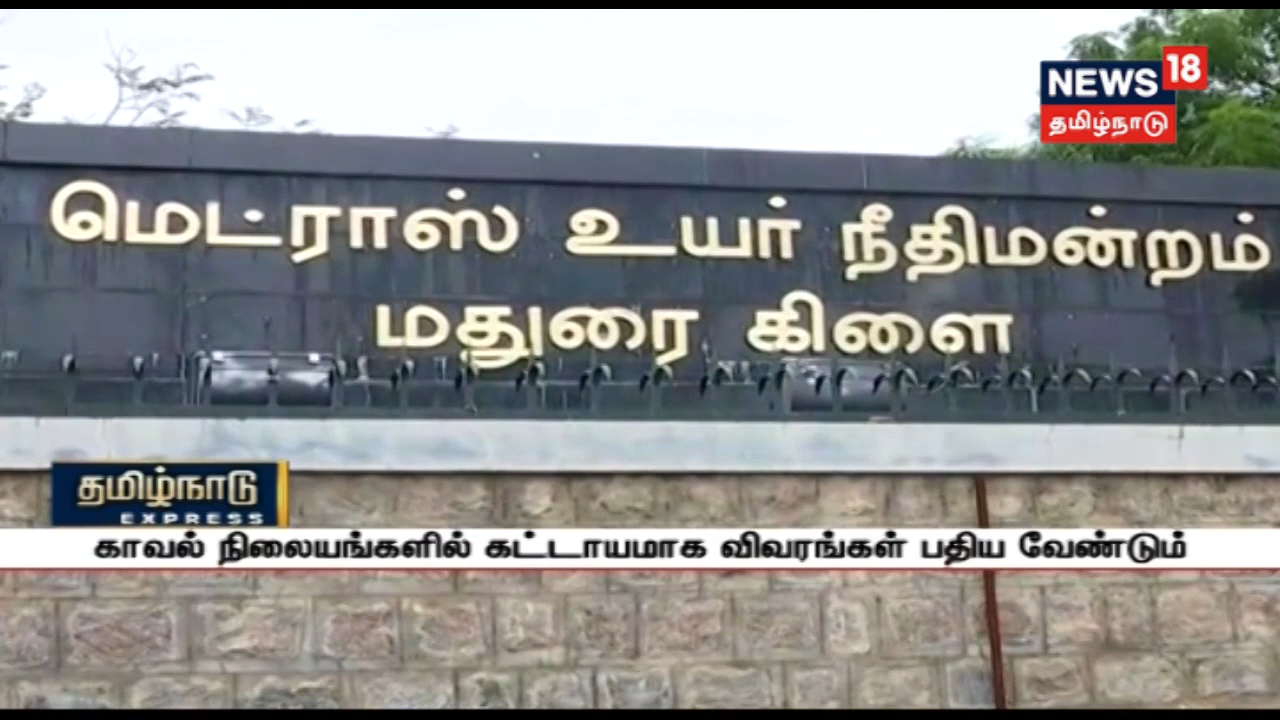 NEWS 18
தமிழ்நாடு
மெட்ராஸ் உயர் நீதிமன்றம்
மதுரை கிளை
தமிழ்நாடு
EXPRESS
காவல் நிலையங்களில் கட்டாயமாக விவரங்கள் பதிய வேண்டும்